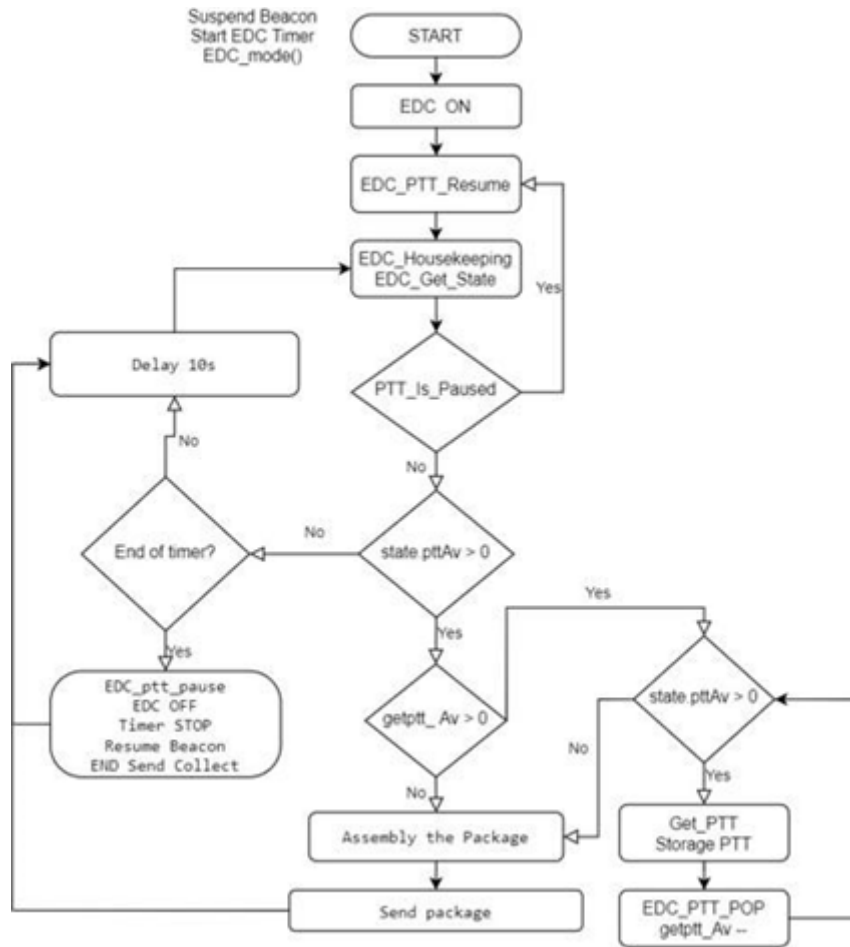 Suspend Beacon
Start EDC Timer
EDC_mode()
START
EDC ON
EDC_PTT_Resume
EDC_Housekeeping
EDC_Get_State
Yes
Delay 10s
PTT_Is_Paused
No
No
End of timer?
No
state.pttAv > 0
Yes
Yes
Yes
EDC_ptt_pause
EDC OFF
Timer STOP
Resume Beacon
END Send Collect
getptt_ Av > 0
state.pttAv > 0
No
No
Yes
Assembly the Package
Get_PTT
Storage PTT
Send package
EDC_PTT_POP
getptt_Av --